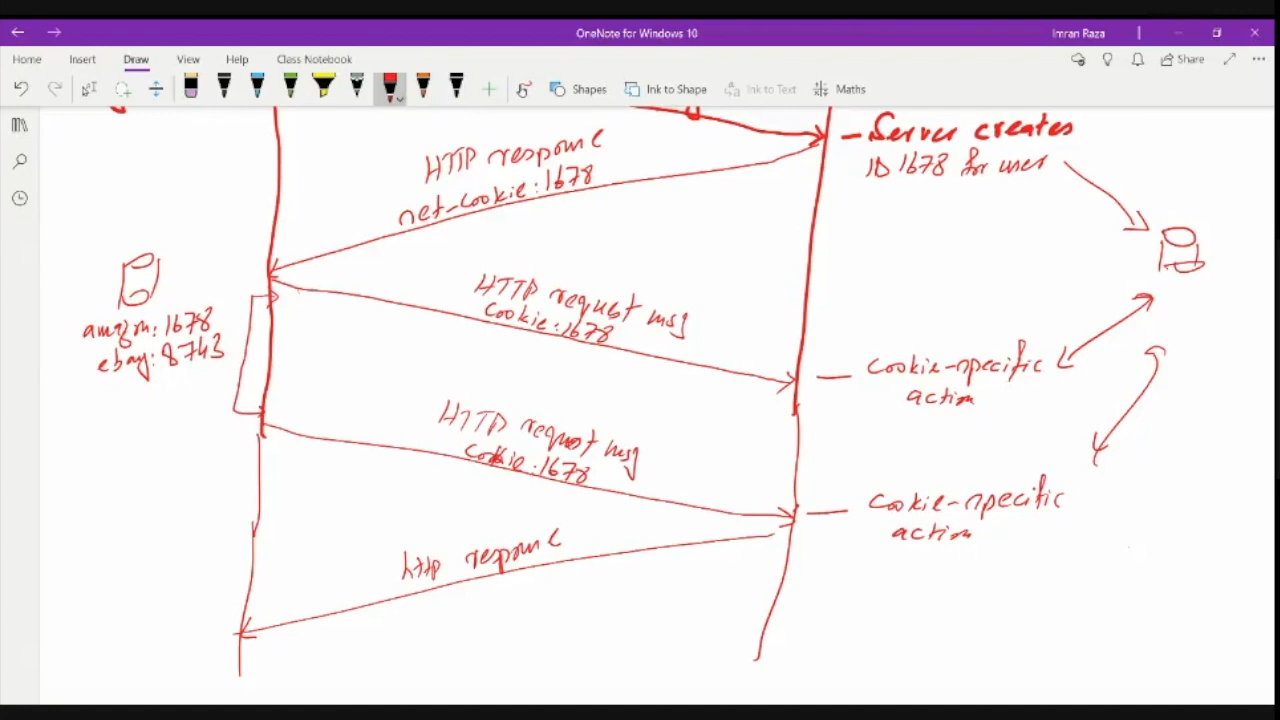 OneNote for Windows 10
Imran Raza
Home Insert Draw View Help Class Notebook
Share
Shapes
Ink to Shape
Ink to Text
Maths
- Server creates
ID 1678 for user
HTTP response
net-cookie: 1678
HTTP request msg
cookie: 1678
amazon: 1678
ebay: 8743
cookie-specific
action
HTTP request msg
cookie: 1678
cookie-specific
action
http response